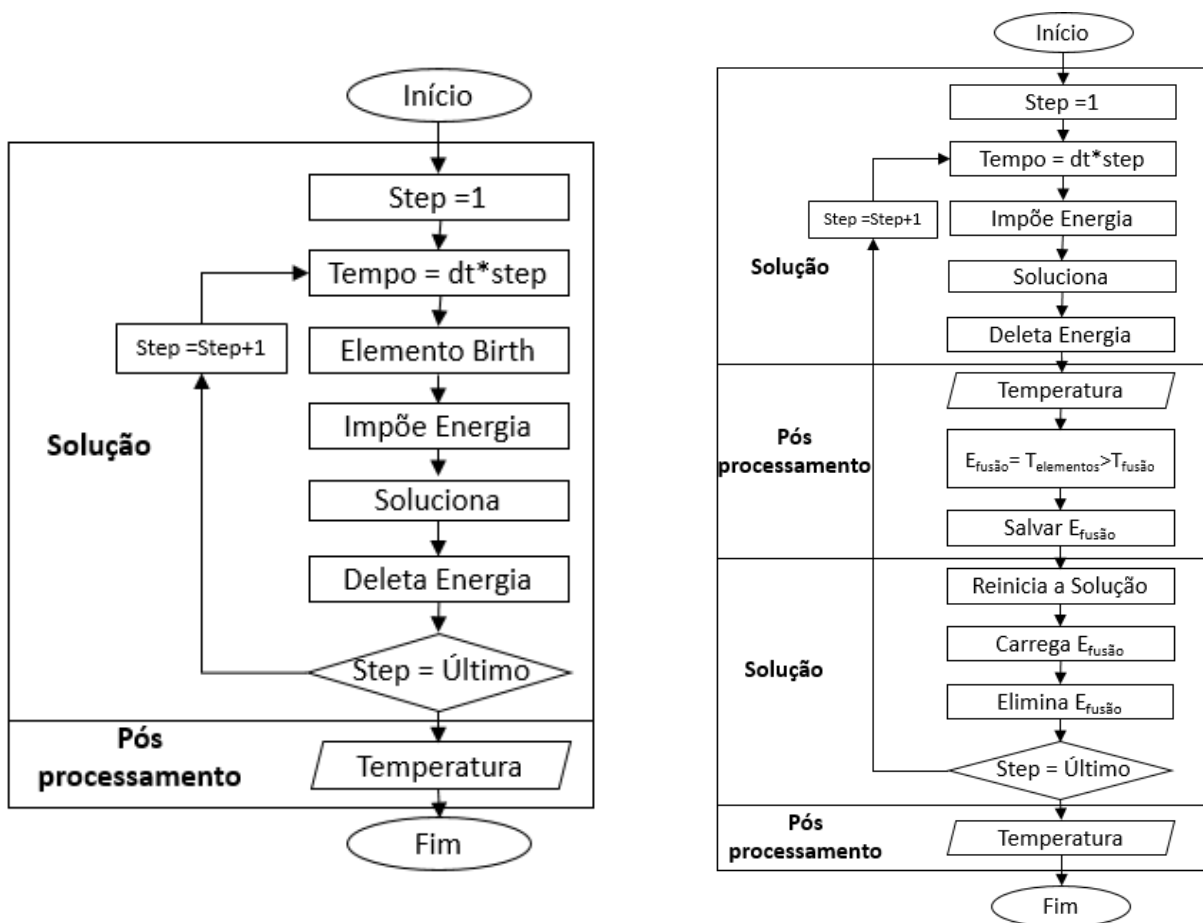 Início
Step =1
Tempo = dt*step
Step =Step+1
Elemento Birth
Impõe Energia
Solução
Soluciona
Deleta Energia
Step = Último
Pós
processamento
Temperatura
Fim
Início
Step =1
Tempo = dt*step
Step =Step+1
Impõe Energia
Solução
Soluciona
Deleta Energia
Temperatura
Pós
processamento
Efusão= Telementos>Tfusão
Salvar Efusão
Reinicia a Solução
Carrega Efusão
Solução
Elimina Efusão
Step = Último
Pós
processamento
Temperatura
Fim